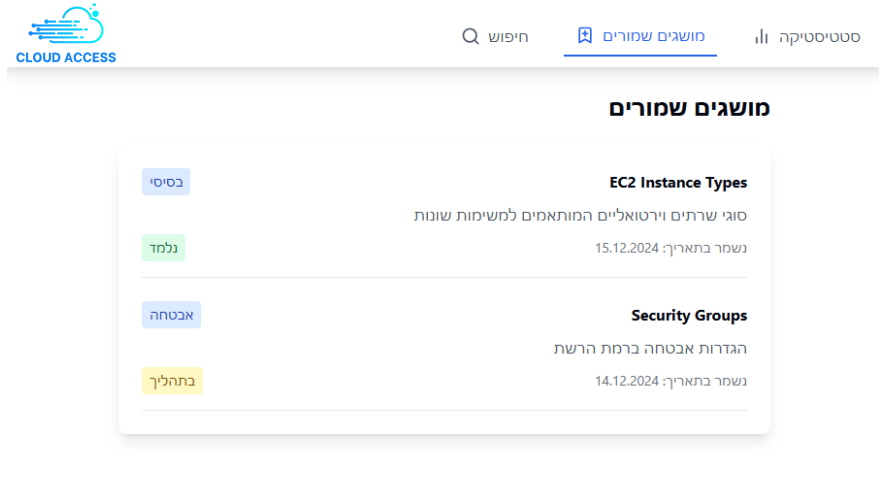 CLOUD ACCESS
סטטיסטיקה
מושגים שמורים
חיפוש
מושגים שמורים
EC2 Instance Types
בסיסי
סוגי שרתים וירטואליים המותאמים למשימות שונות
נשמר בתאריך: 15.12.2024
נלמד
Security Groups
אבטחה
הגדרות אבטחה ברמת הרשת
נשמר בתאריך: 14.12.2024
בתהליך